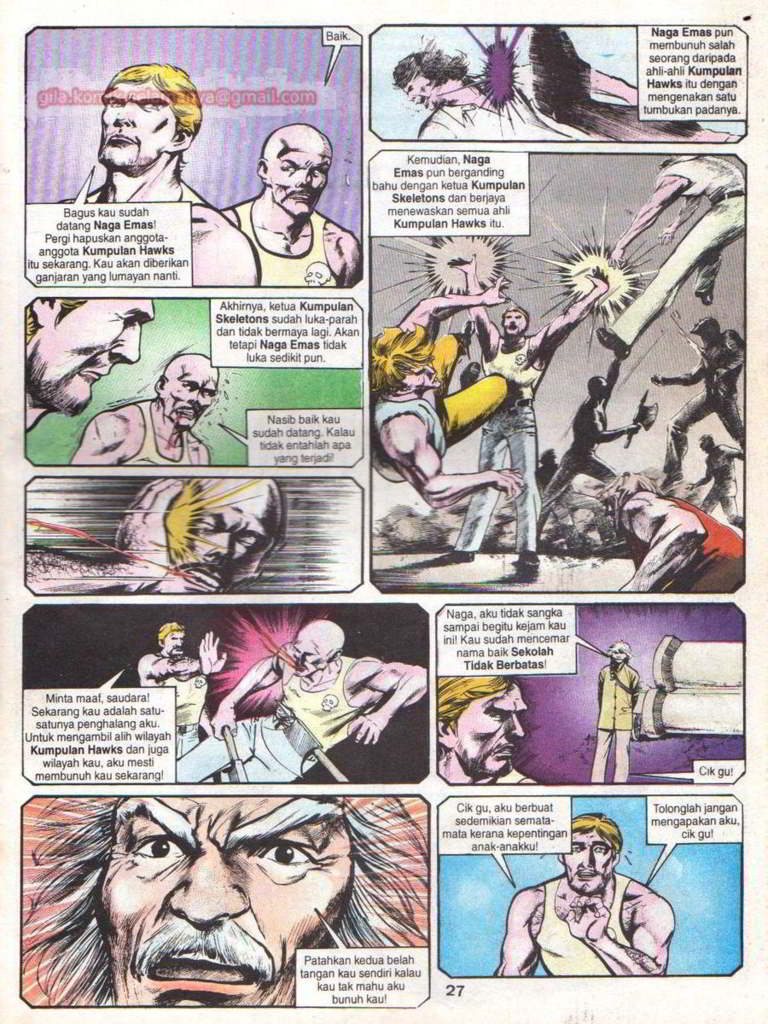 Baik.
gila.komik
@gmail.com
Bagus kau sudah
datang Naga Emas!
Pergi hapuskan anggota-
anggota Kumpulan Hawks
itu sekarang. Kau akan diberikan
ganjaran yang lumayan nanti.
Naga Emas pun
membunuh salah
seorang daripada
ahli-ahli Kumpulan
Hawks itu dengan
mengenakan satu
tumbukan padanya.
Kemudian, Naga
Emas pun berganding
bahu dengan ketua Kumpulan
Skeletons dan berjaya
menewaskan semua ahli
Kumpulan Hawks itu.
Akhirnya, ketua Kumpulan
Skeletons sudah luka-parah
dan tidak bermaya lagi. Akan
tetapi Naga Emas tidak
luka sedikit pun.
Nasib baik kau
sudah datang. Kalau
tidak entahlah apa
yang terjadi!
Minta maaf, saudara!
Sekarang kau adalah satu-
satunya penghalang aku.
Untuk mengambil alih wilayah
Kumpulan Hawks dan juga
wilayah kau, aku mesti
membunuh kau sekarang!
Naga, aku tidak sangka
sampai begitu kejam kau
ini! Kau sudah mencemar
nama baik Sekolah
Tidak Berbatas!
Cik gu!
Patahkan kedua belah
tangan kau sendiri kalau
kau tak mahu aku
bunuh kau!
Cik gu, aku berbuat
sedemikian semata-
mata kerana kepentingan
anak-anakku!
Tolonglah jangan
mengapakan aku,
cik gu!
27